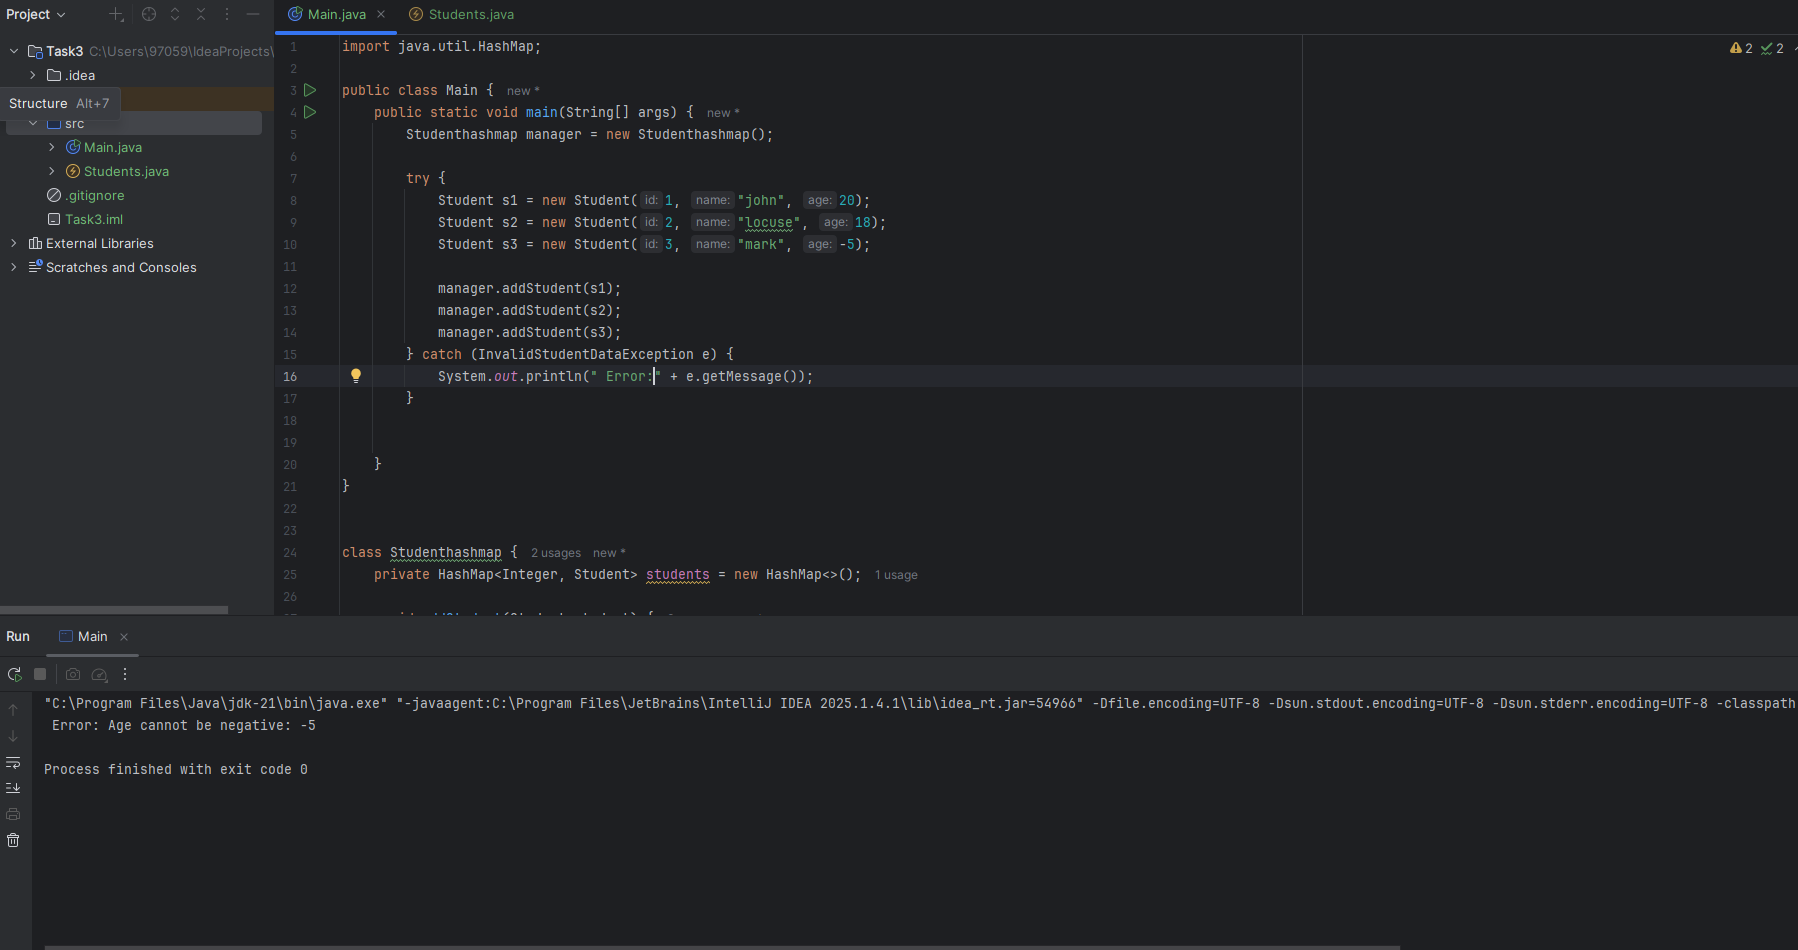 Project
Main.java
Students.java
Task3 C:\Users\97059\IdeaProjects\
.idea
Structure Alt+7
src
Main.java
Students.java
.gitignore
Task3.iml
External Libraries
Scratches and Consoles
2 2
1 import java.util.HashMap;
2
3 public class Main { new *
4 public static void main(String[] args) { new *
5 Studenthashmap manager = new Studenthashmap();
6
7 try {
8 Student s1 = new Student( id: 1, name: "john", age: 20);
9 Student s2 = new Student( id: 2, name: "locuse", age: 18);
10 Student s3 = new Student( id: 3, name: "mark", age: -5);
11
12 manager.addStudent(s1);
13 manager.addStudent(s2);
14 manager.addStudent(s3);
15 } catch (InvalidStudentDataException e) {
16 System.out.println(" Error:" + e.getMessage());
17 }
18
19
20 }
21 }
22
23
24 class Studenthashmap { 2 usages new *
25 private HashMap<Integer, Student> students = new HashMap<>(); 1 usage
26
Run Main
"C:\Program Files\Java\jdk-21\bin\java.exe" "-javaagent:C:\Program Files\JetBrains\IntelliJ IDEA 2025.1.4.1\lib\idea_rt.jar=54966" -Dfile.encoding=UTF-8 -Dsun.stdout.encoding=UTF-8 -Dsun.stderr.encoding=UTF-8 -classpath
Error: Age cannot be negative: -5
Process finished with exit code 0